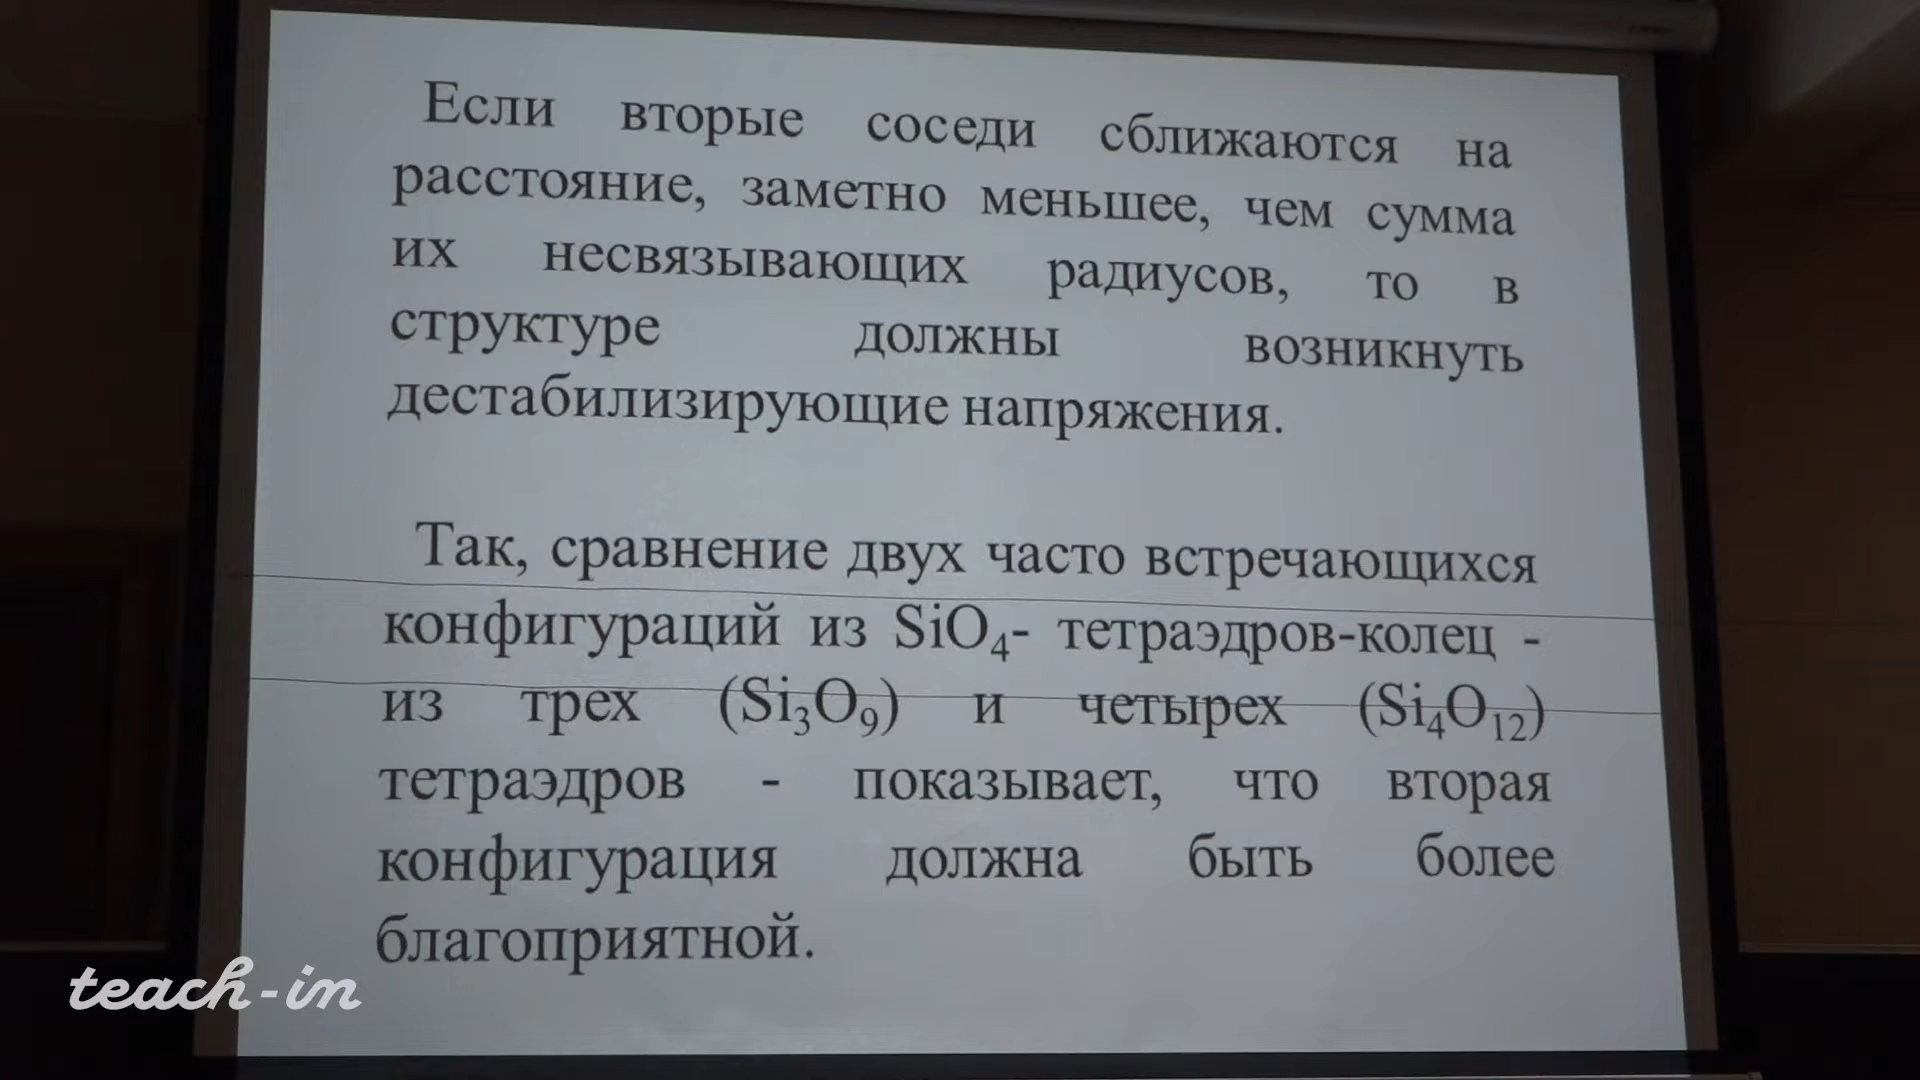 Если вторые соседи сближаются на
расстояние, заметно меньшее, чем сумма
их несвязывающих радиусов, то в
структуре должны возникнуть
дестабилизирующие напряжения.
Так, сравнение двух часто встречающихся
конфигураций из SiO₄- тетраэдров-колец -
из трех (Si₃O₉) и четырех (Si₄O₁₂)
тетраэдров - показывает, что вторая
конфигурация должна быть более
благоприятной.
teach-in